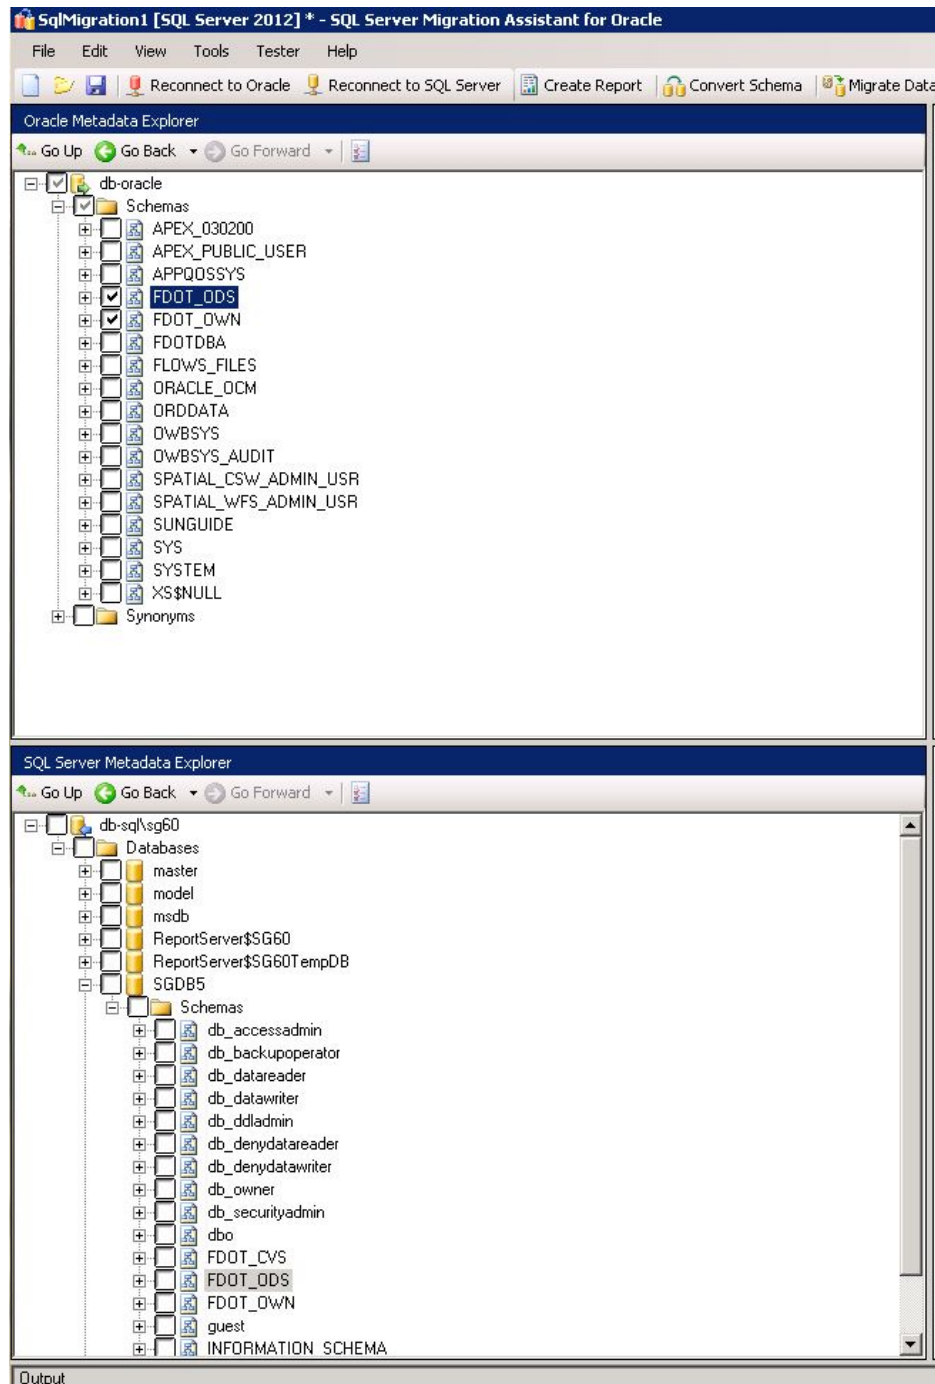 SqlMigration1 [SQL Server 2012] * - SQL Server Migration Assistant for Oracle
File Edit View Tools Tester Help
Reconnect to Oracle Reconnect to SQL Server Create Report Convert Schema Migrate Data
Oracle Metadata Explorer
Go Up Go Back Go Forward
db-oracle
Schemas
APEX_030200
APEX_PUBLIC_USER
APPQOSSYS
FDOT_ODS
FDOT_OWN
FDOTDBA
FLOWS_FILES
ORACLE_OCM
ORDDATA
OWBSYS
OWBSYS_AUDIT
SPATIAL_CSW_ADMIN_USR
SPATIAL_WFS_ADMIN_USR
SUNGUIDE
SYS
SYSTEM
XS$NULL
Synonyms
SQL Server Metadata Explorer
Go Up Go Back Go Forward
db-sql\sg60
Databases
master
model
msdb
ReportServer$SG60
ReportServer$SG60TempDB
SGDB5
Schemas
db_accessadmin
db_backupoperator
db_datareader
db_datawriter
db_ddladmin
db_denydatareader
db_denydatawriter
db_owner
db_securityadmin
dbo
FDOT_CVS
FDOT_ODS
FDOT_OWN
guest
INFORMATION_SCHEMA
Output